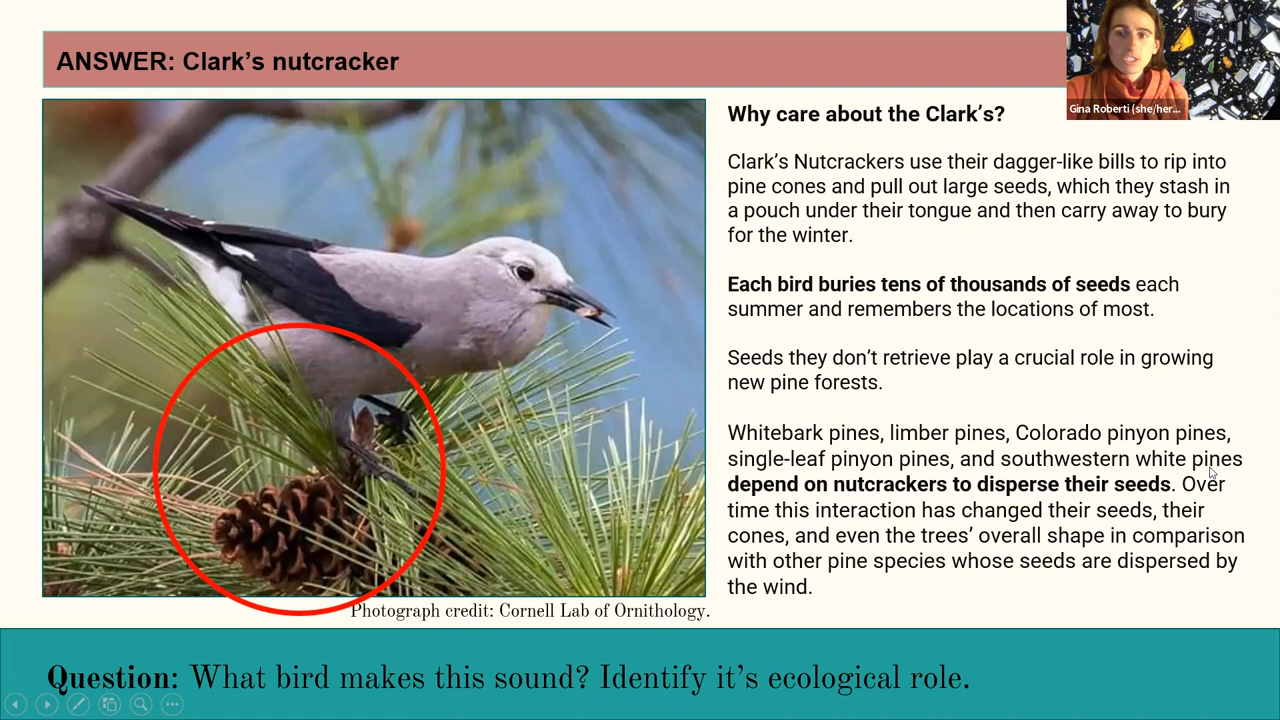 ANSWER: Clark's nutcracker
Gina Roberti (she/her...
Why care about the Clark's?
Clark's Nutcrackers use their dagger-like bills to rip into
pine cones and pull out large seeds, which they stash in
a pouch under their tongue and then carry away to bury
for the winter.
Each bird buries tens of thousands of seeds each
summer and remembers the locations of most.
Seeds they don't retrieve play a crucial role in growing
new pine forests.
Whitebark pines, limber pines, Colorado pinyon pines,
single-leaf pinyon pines, and southwestern white pines
depend on nutcrackers to disperse their seeds. Over
time this interaction has changed their seeds, their
cones, and even the trees' overall shape in comparison
with other pine species whose seeds are dispersed by
the wind.
Photograph credit: Cornell Lab of Ornithology.
Question: What bird makes this sound? Identify it's ecological role.